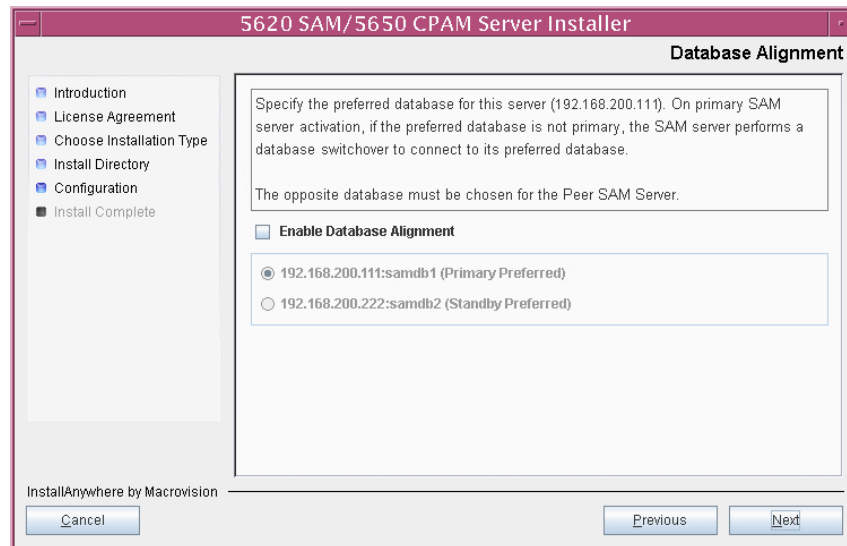 5620 SAM/5650 CPAM Server Installer
Database Alignment
Introduction
License Agreement
Choose Installation Type
Install Directory
Configuration
Install Complete
Specify the preferred database for this server (192.168.200.111). On primary SAM
server activation, if the preferred database is not primary, the SAM server performs a
database switchover to connect to its preferred database.
The opposite database must be chosen for the Peer SAM Server.
Enable Database Alignment
192.168.200.111:samdb1 (Primary Preferred)
192.168.200.222:samdb2 (Standby Preferred)
InstallAnywhere by Macrovision
Cancel
Previous
Next